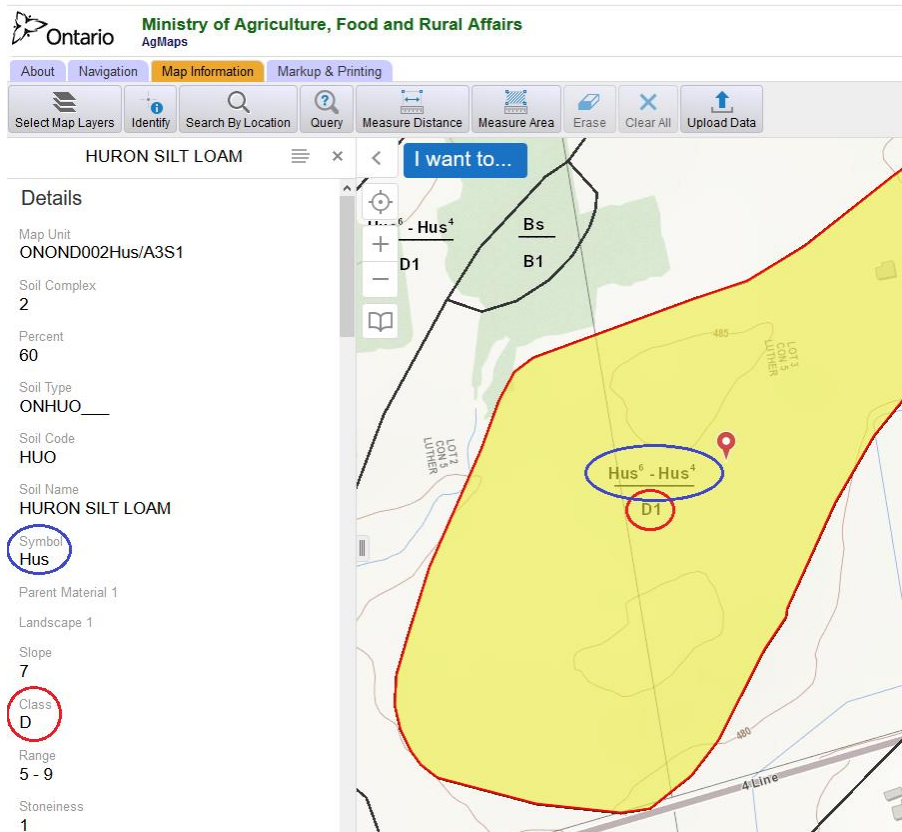 Ontario
Ministry of Agriculture, Food and Rural Affairs
AgMaps
About Navigation Map Information Markup & Printing
Select Map Layers Identify Search By Location Query Measure Distance Measure Area Erase Clear All Upload Data
HURON SILT LOAM
I want to...
Details
Map Unit
ONOND002Hus/A3S1
Soil Complex
2
Percent
60
Soil Type
ONHUO___
Soil Code
HUO
Soil Name
HURON SILT LOAM
Symbol
Hus
Parent Material 1
Landscape 1
Slope
7
Class
D
Range
5 - 9
Stoneiness
1
Hus⁶ - Hus⁴
D1
Bs
B1
485
LOT 3
CON 5
LUTHER
LOT 2
CON 5
LUTHER
Hus⁶ - Hus⁴
D1
480
4 Line